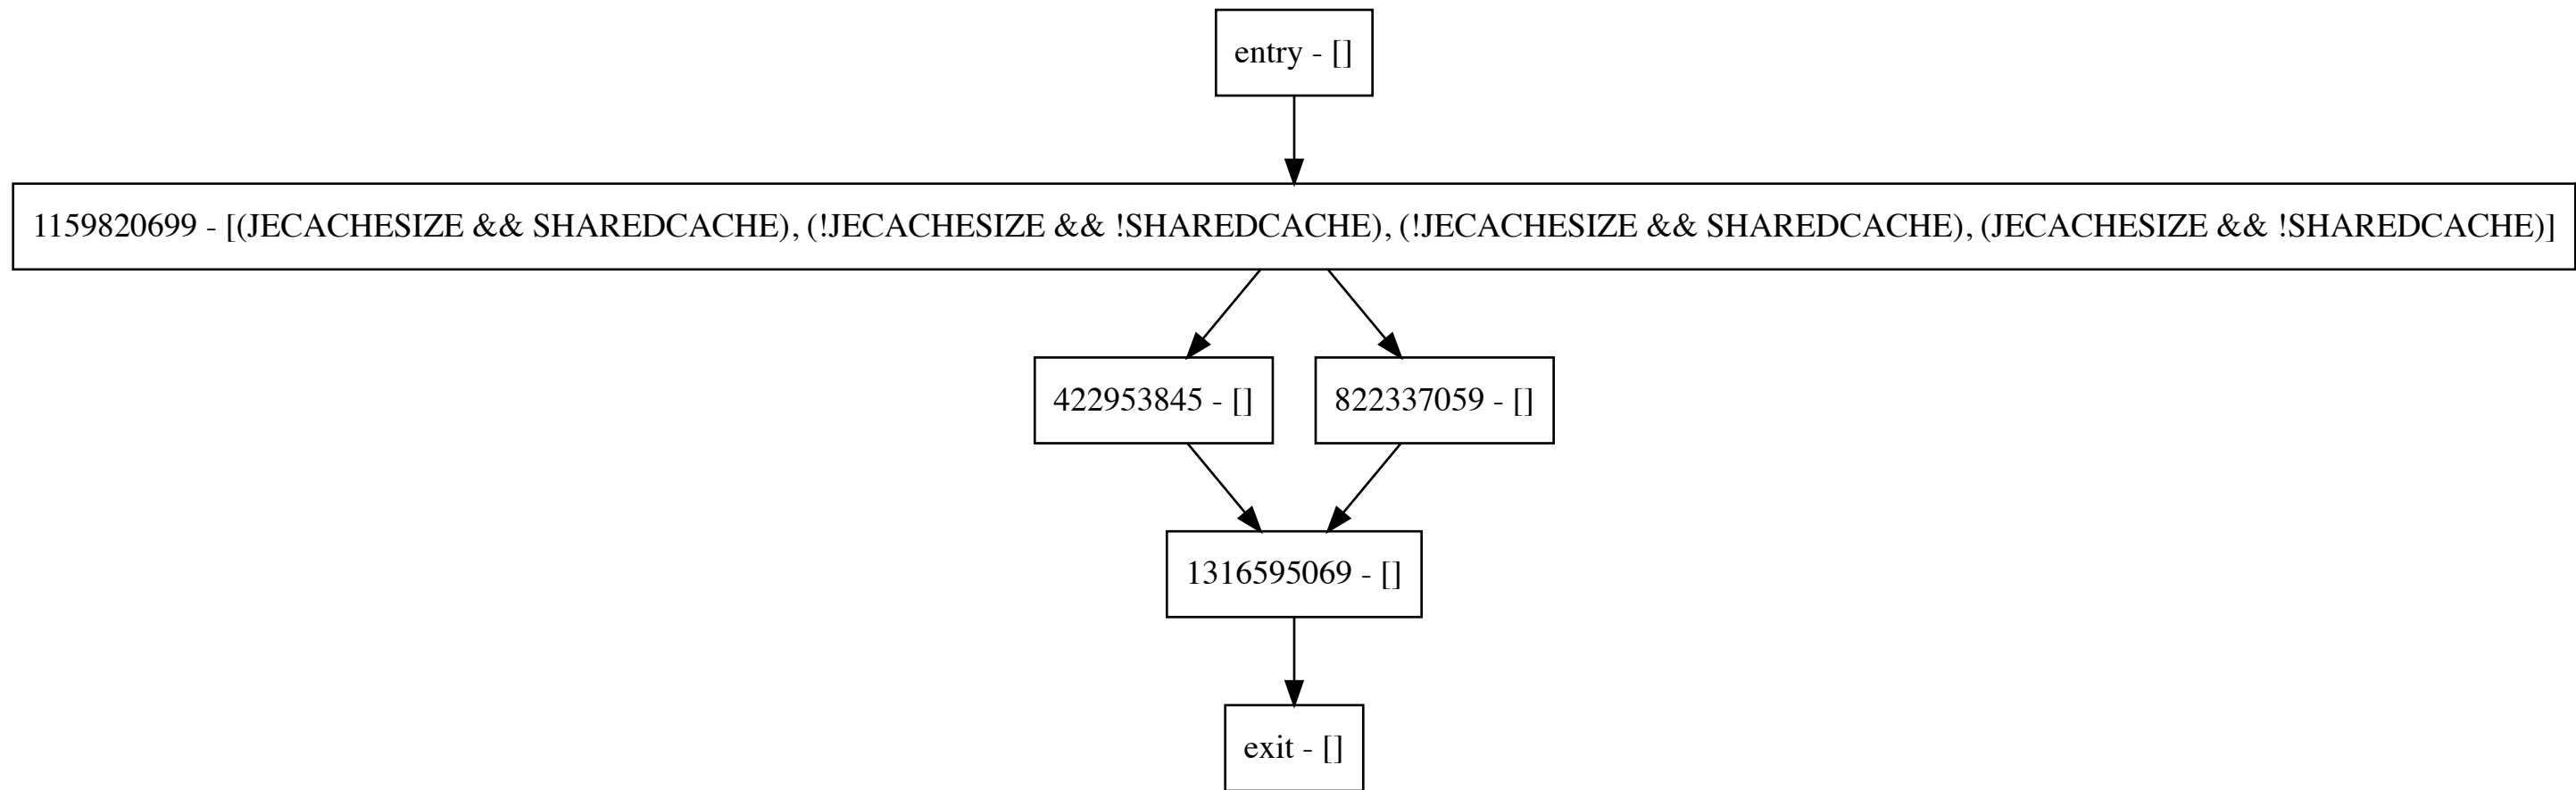 entry - []
1159820699 - [(JECACHESIZE && SHAREDCACHE), (!JECACHESIZE && !SHAREDCACHE), (!JECACHESIZE && SHAREDCACHE), (JECACHESIZE && !SHAREDCACHE)]
422953845 - []
822337059 - []
1316595069 - []
exit - []